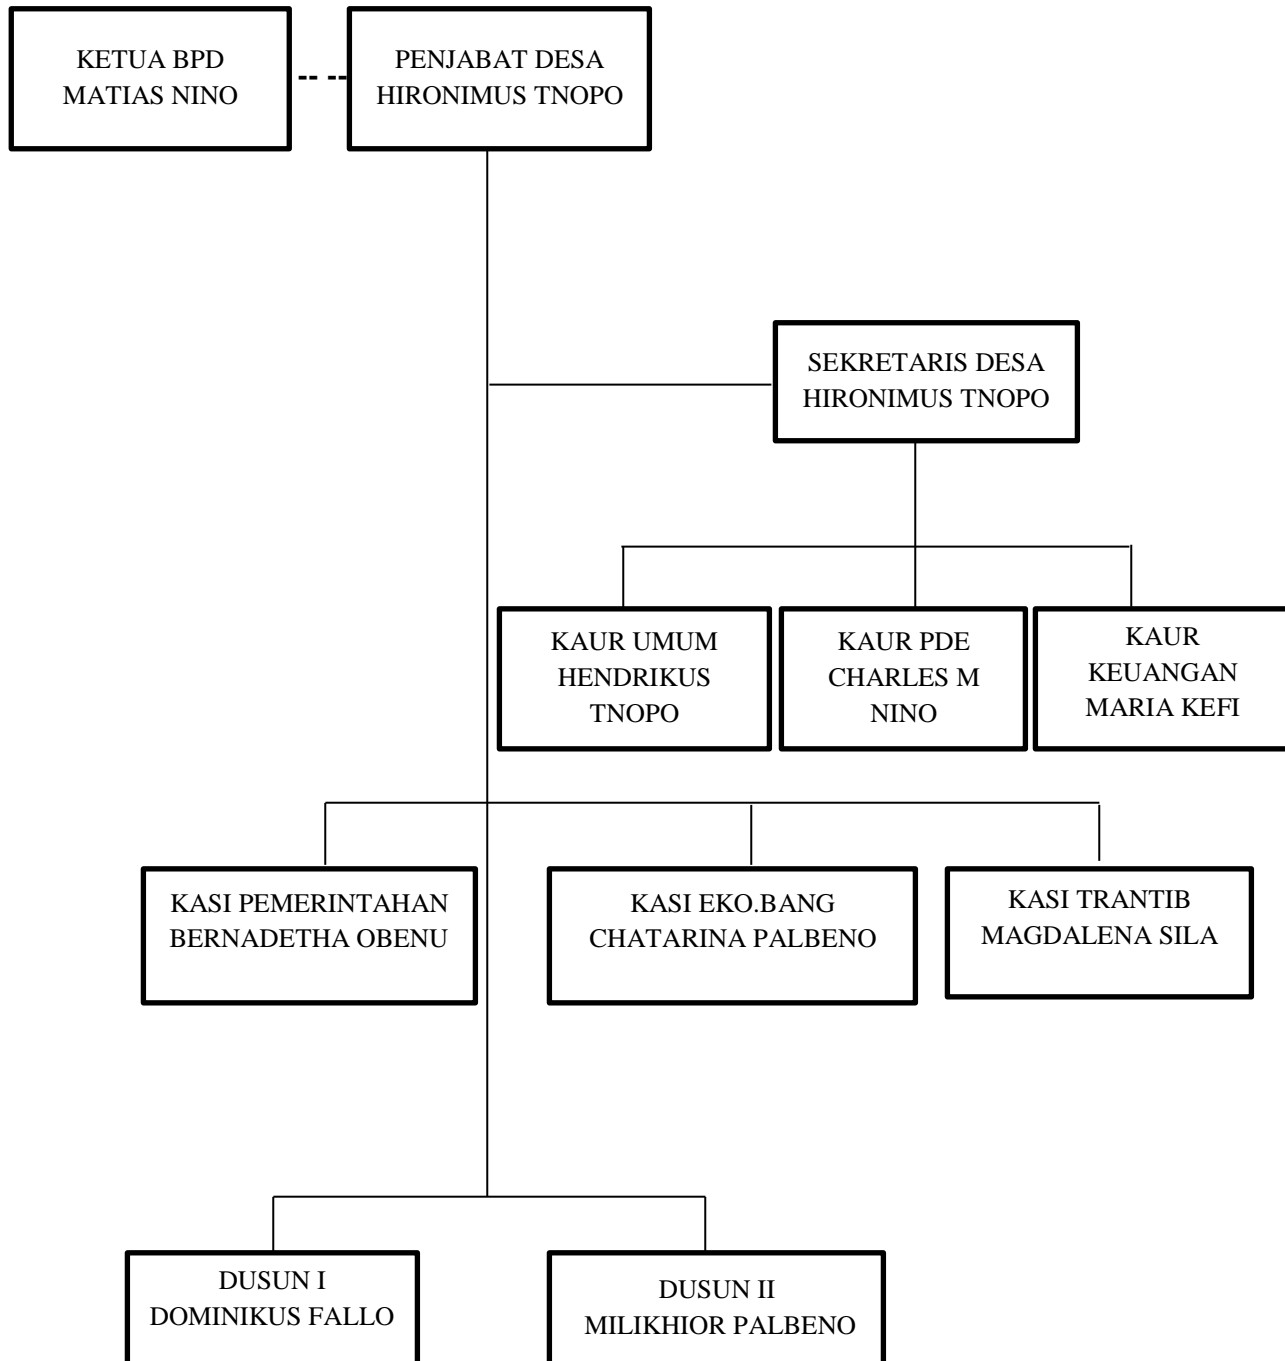 KETUA BPD
MATIAS NINO
PENJABAT DESA
HIRONIMUS TNOPO
SEKRETARIS DESA
HIRONIMUS TNOPO
KAUR UMUM
HENDRIKUS
TNOPO
KAUR PDE
CHARLES M
NINO
KAUR
KEUANGAN
MARIA KEFI
KASI PEMERINTAHAN
BERNADETHA OBENU
KASI EKO.BANG
CHATARINA PALBENO
KASI TRANTIB
MAGDALENA SILA
DUSUN I
DOMINIKUS FALLO
DUSUN II
MILIKHIOR PALBENO